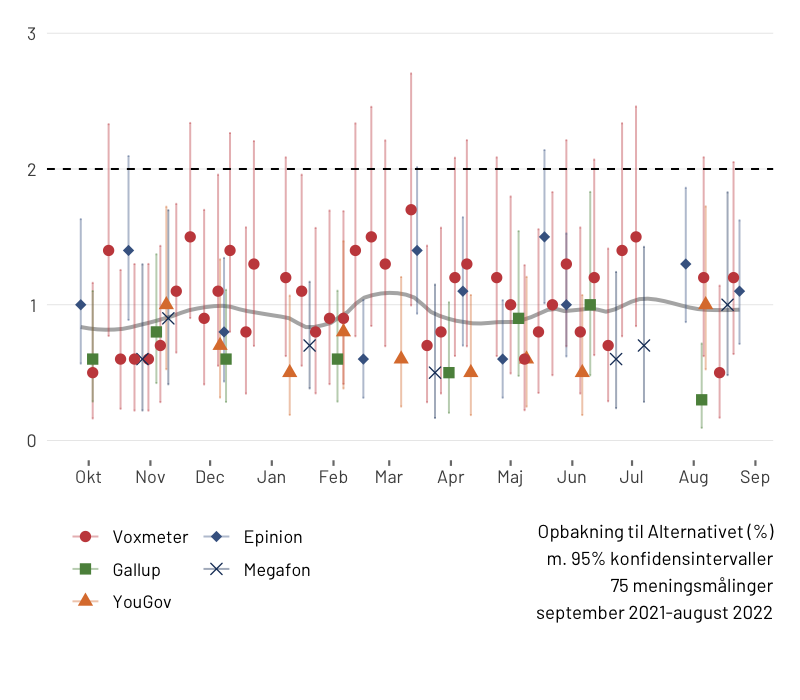 3
2
1
0
Okt Nov Dec Jan Feb Mar Apr Maj Jun Jul Aug Sep
Voxmeter Epinion
Gallup Megafon
YouGov
Opbakning til Alternativet (%)
m. 95% konfidensintervaller
75 meningsmålinger
september 2021-august 2022